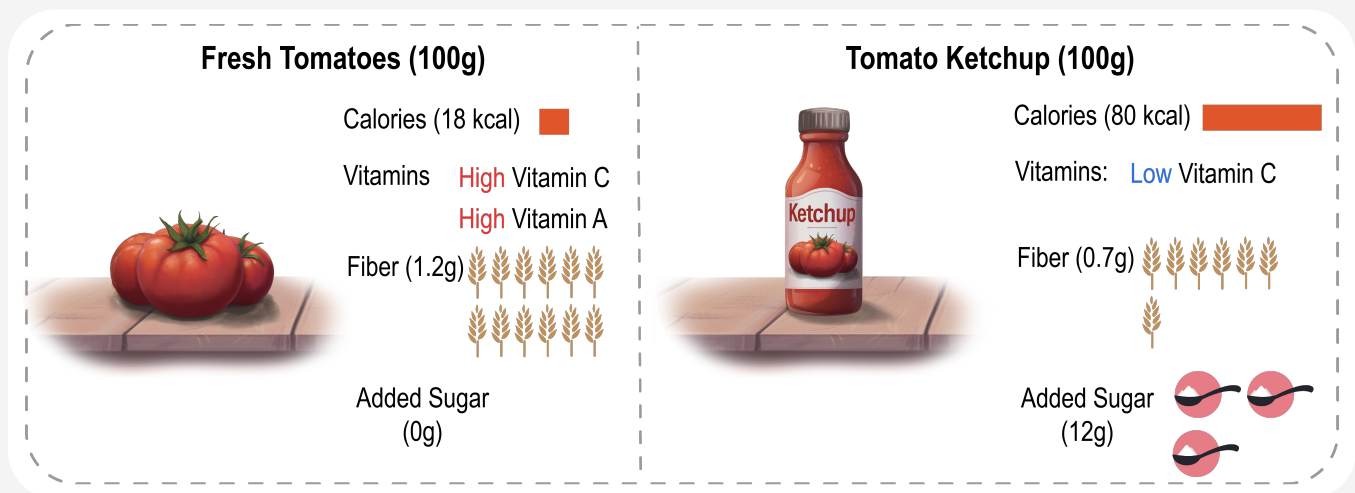 Fresh Tomatoes (100g)
Calories (18 kcal)
Vitamins
High Vitamin C
High Vitamin A
Fiber (1.2g)
Added Sugar
(0g)
Tomato Ketchup (100g)
Ketchup
Calories (80 kcal)
Vitamins:
Low Vitamin C
Fiber (0.7g)
Added Sugar
(12g)